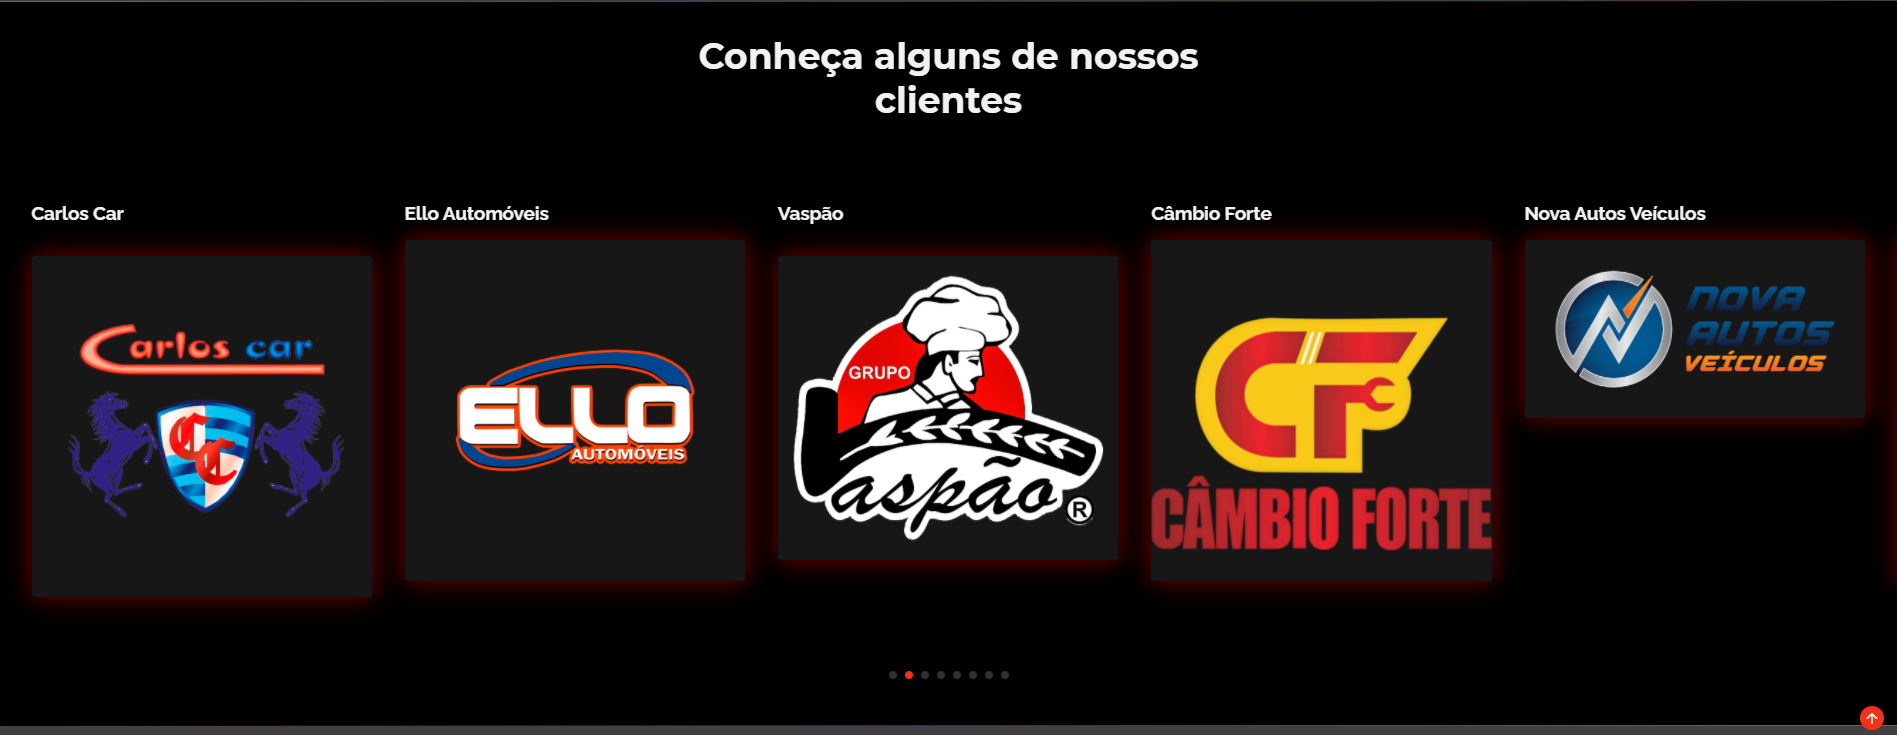 Conheça alguns de nossos
clientes
Carlos Car
Ello Automóveis
Vaspão
Câmbio Forte
Nova Autos Veículos
Carlos car
CC
ELLO
AUTOMÓVEIS
GRUPO
Vaspão
®
CF
CÂMBIO FORTE
NOVA
AUTOS
VEÍCULOS